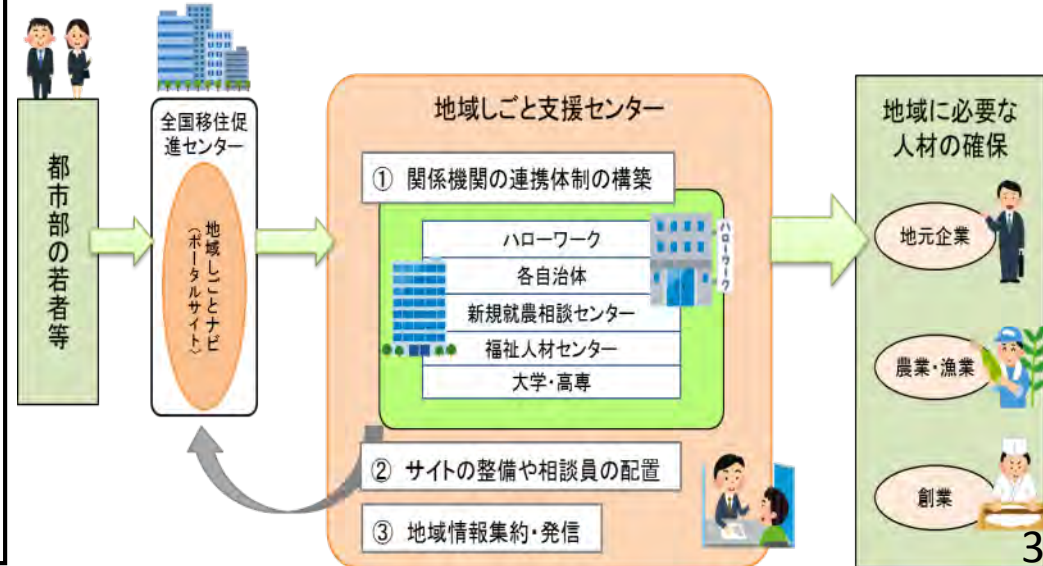 都市部の若者等
全国移住促
進センター
地域しごとナビ
（ポータルサイト）
地域しごと支援センター
① 関係機関の連携体制の構築
ハローワーク
各自治体
新規就農相談センター
福祉人材センター
大学・高専
ハローワーク
② サイトの整備や相談員の配置
③ 地域情報集約・発信
地域に必要な
人材の確保
地元企業
農業・漁業
創業
3